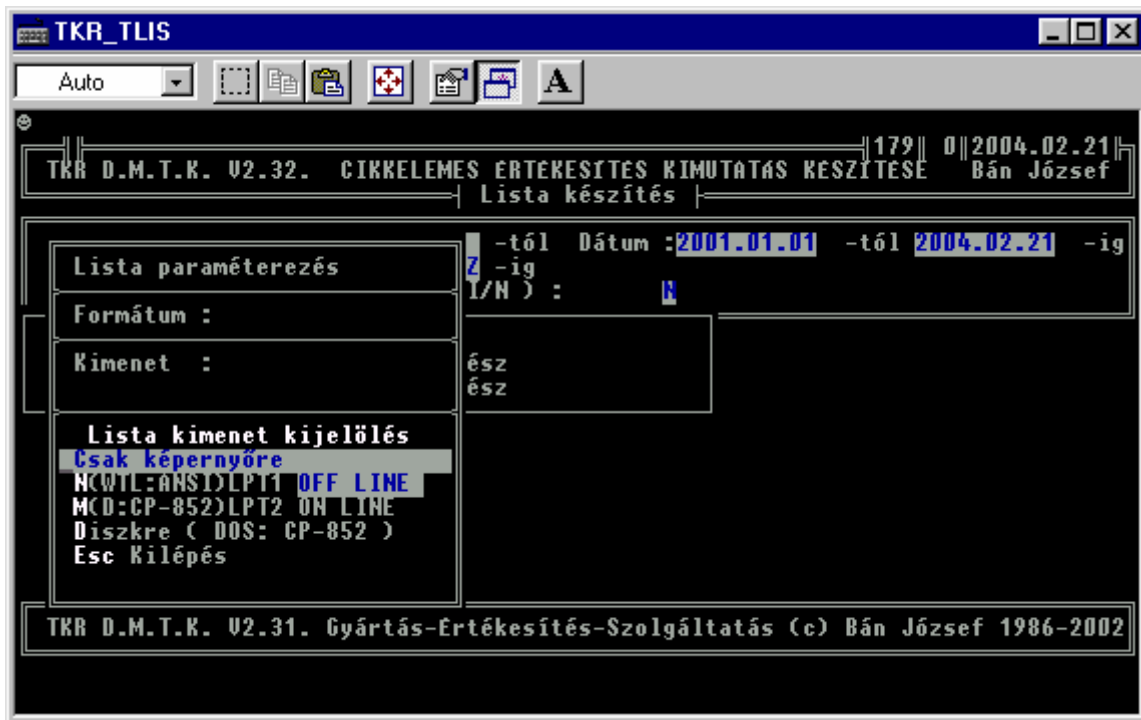 TKR_TLIS
Auto
A
179 0 2004.02.21
TKR D.M.T.K. V2.32. CIKKELEMES ÉRTÉKESÍTÉS KIMUTATÁS KÉSZÍTÉSE Bán József
Lista készítés
-tól Dátum :2001.01.01 -tól 2004.02.21 -ig
Lista paraméterezés
Z -ig
I/N ) : N
Formátum :
Kimenet :
ész
ész
Lista kimenet kijelölés
Csak képernyőre
N(WTL:ANSI)LPT1 OFF LINE
M(D:CP-852)LPT2 ON LINE
Diszkre ( DOS: CP-852 )
Esc Kilépés
TKR D.M.T.K. V2.31. Gyártás-Értékesítés-Szolgáltatás (c) Bán József 1986-2002